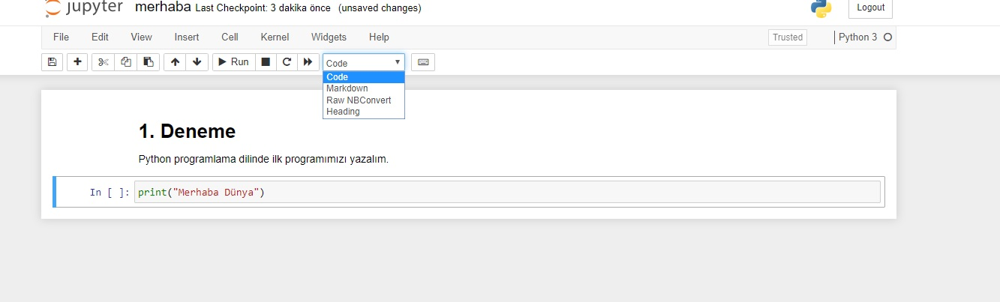 jupyter merhaba Last Checkpoint: 3 dakika önce (unsaved changes) Logout
File Edit View Insert Cell Kernel Widgets Help Trusted Python 3
Run Code
Code
Markdown
Raw NBConvert
Heading
1. Deneme
Python programlama dilinde ilk programımızı yazalım.
In [ ]: print("Merhaba Dünya")